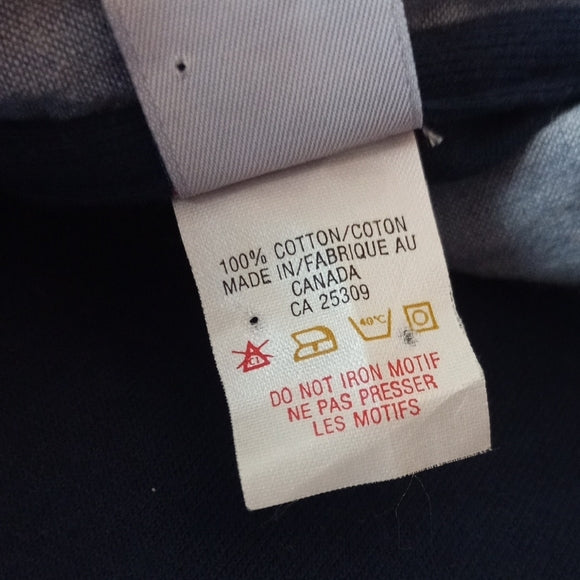 100% COTTON/COTON
MADE IN/FABRIQUE AU
CANADA
CA 25309
40°C
DO NOT IRON MOTIF
NE PAS PRESSER
LES MOTIFS